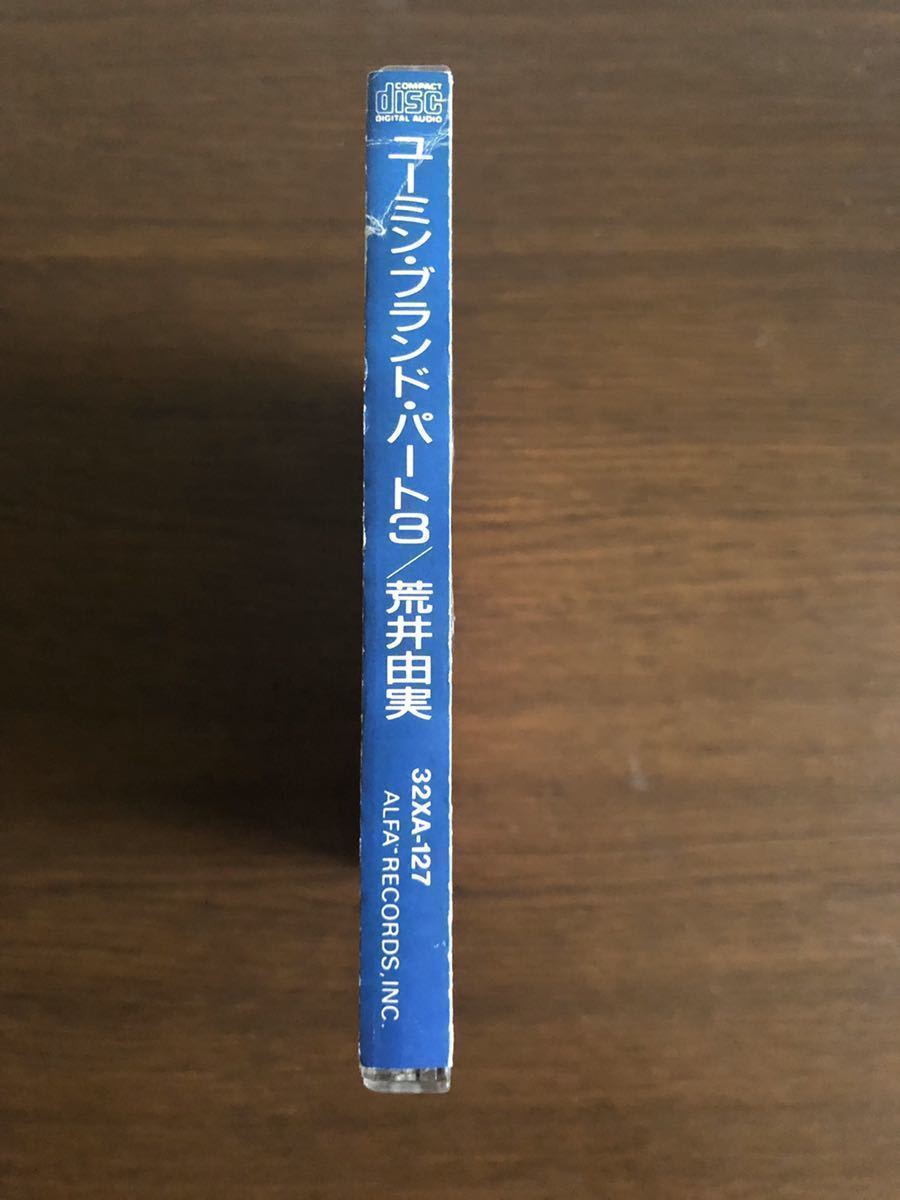 COMPACT
disc
DIGITAL AUDIO
ユーミン・ブランド・パート3/荒井由実
32XA-127
ALFA-RECORDS, INC.